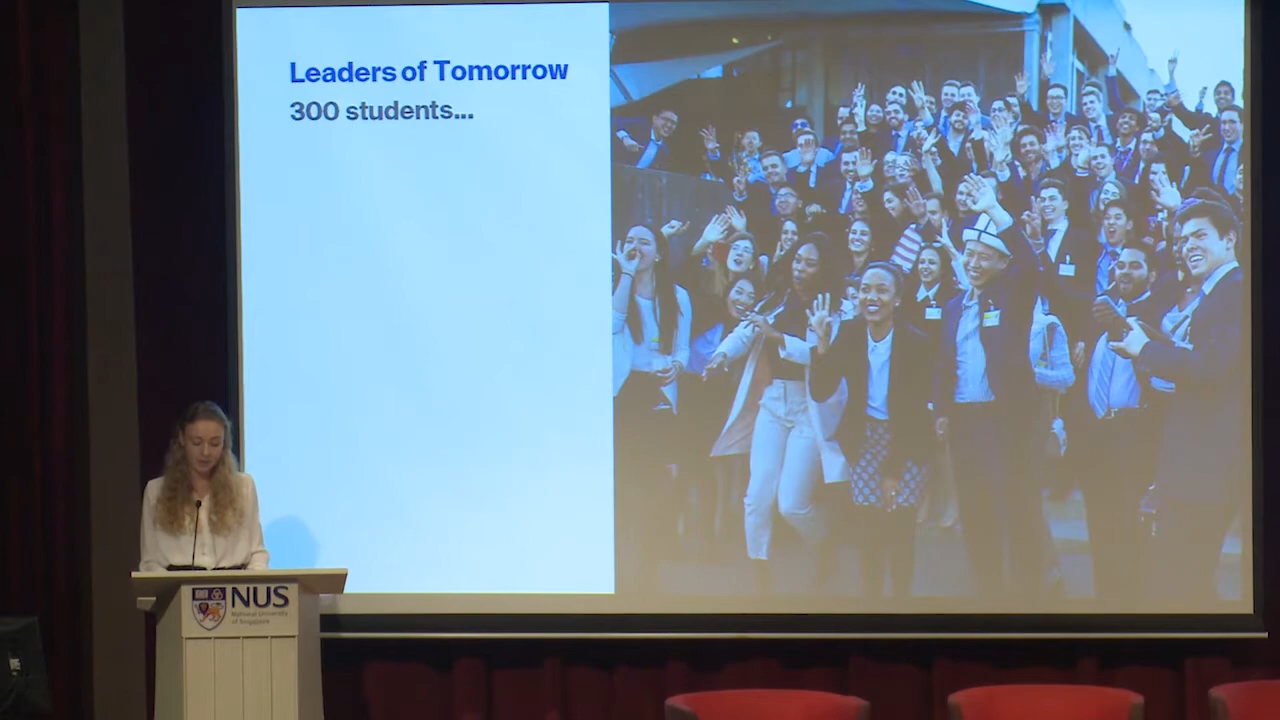 Leaders of Tomorrow
300 students...
NUS
National University
of Singapore